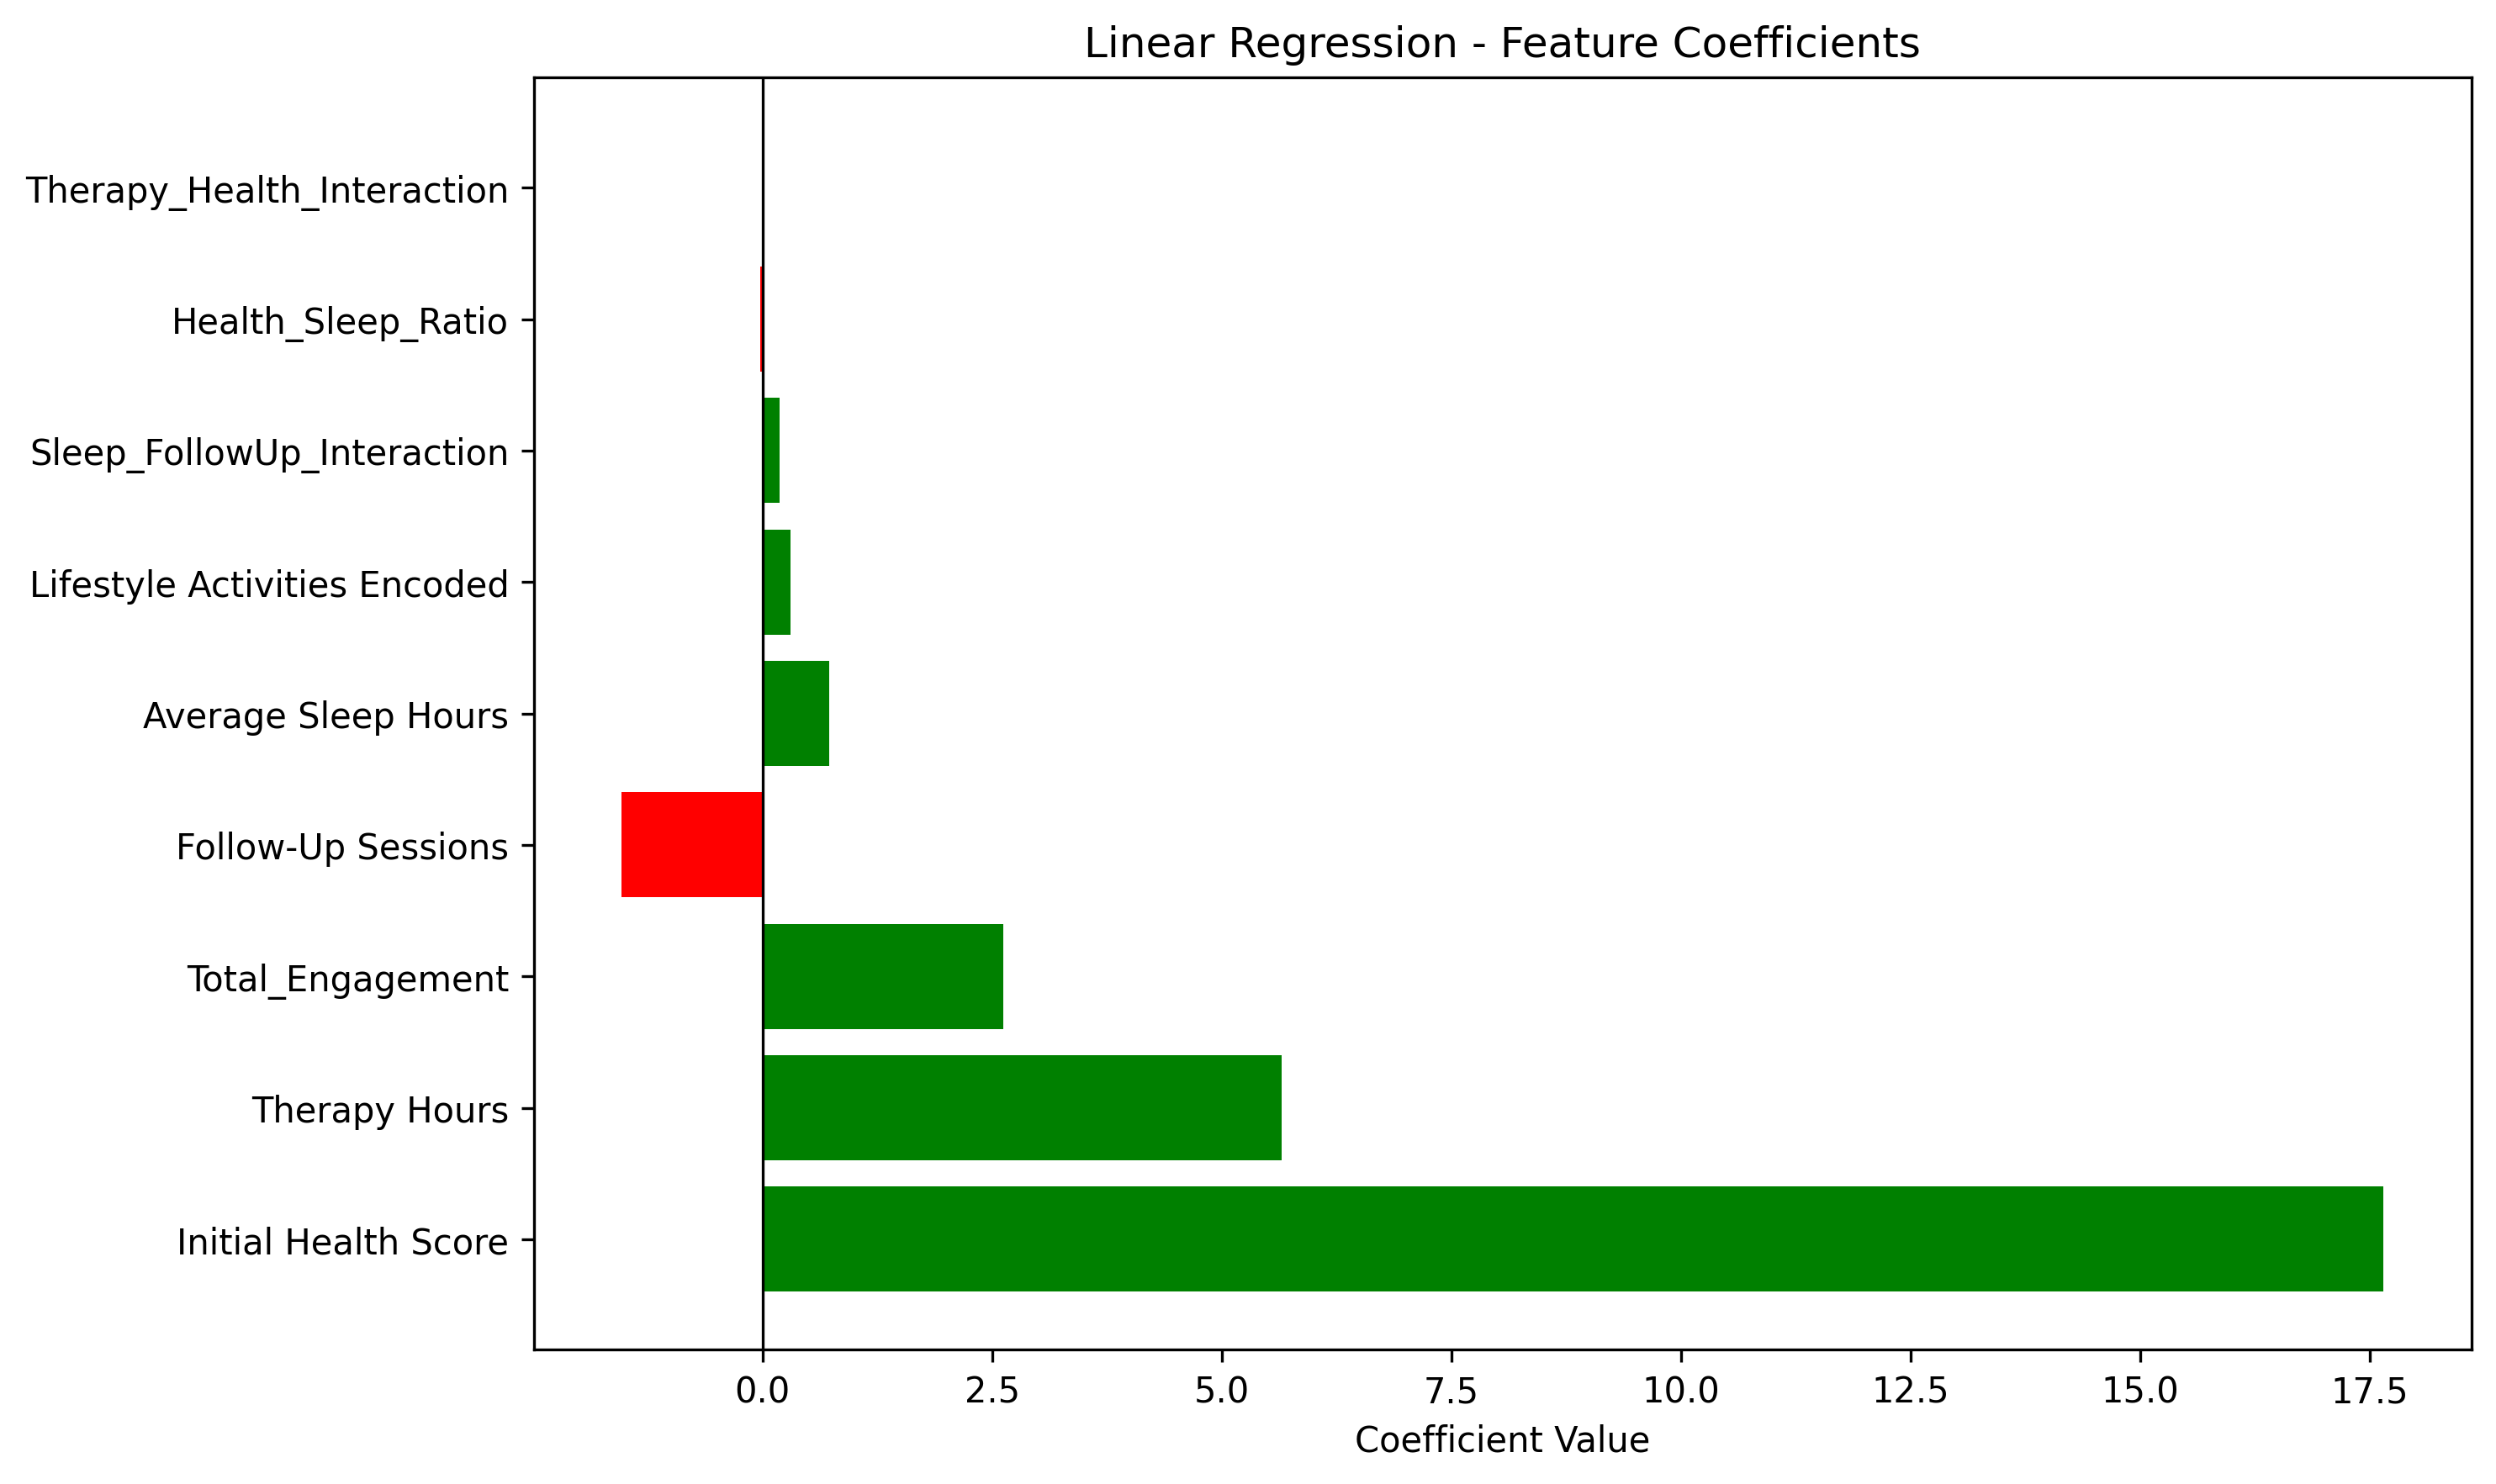 Linear Regression - Feature Coefficients
Therapy_Health_Interaction
Health_Sleep_Ratio
Sleep_FollowUp_Interaction
Lifestyle Activities Encoded
Average Sleep Hours
Follow-Up Sessions
Total_Engagement
Therapy Hours
Initial Health Score
0.0 2.5 5.0 7.5 10.0 12.5 15.0 17.5
Coefficient Value